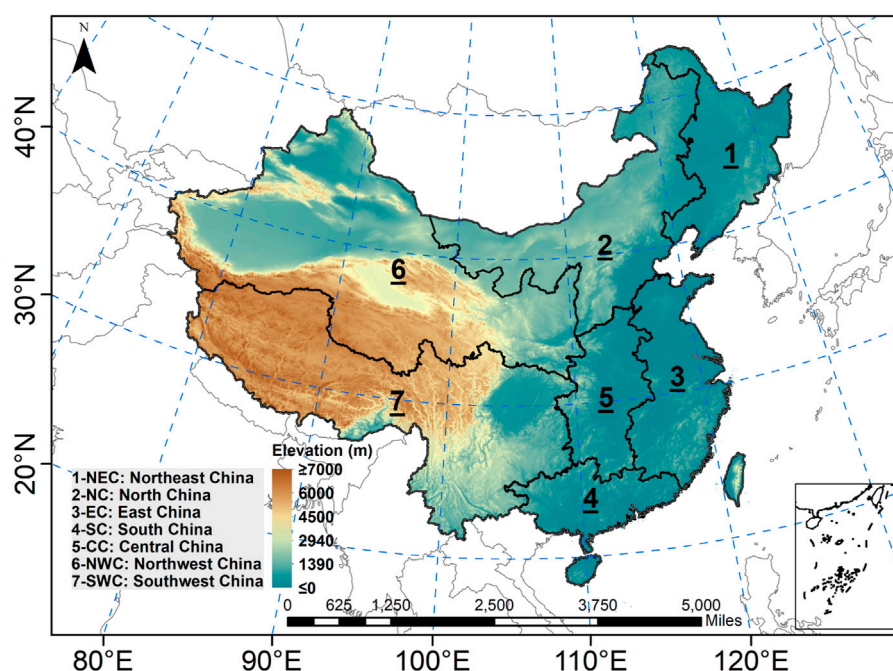 N
40°N
30°N
20°N
1
2
3
4
5
6
7
1-NEC: Northeast China
2-NC: North China
3-EC: East China
4-SC: South China
5-CC: Central China
6-NWC: Northwest China
7-SWC: Southwest China
Elevation (m)
≥7000
6000
4500
2940
1390
≤0
0 625 1,250 2,500 3,750 5,000
Miles
80°E 90°E 100°E 110°E 120°E